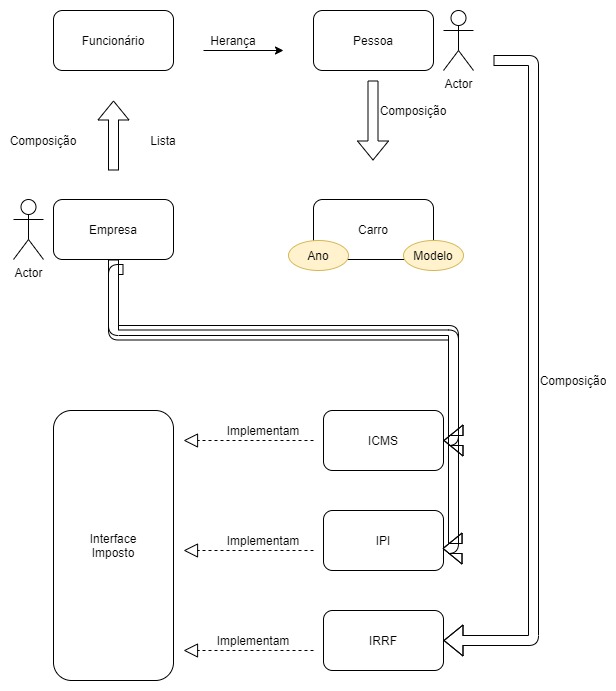 Funcionário
Herança
Pessoa
Actor
Composição
Lista
Composição
Empresa
Actor
Carro
Ano
Modelo
Composição
Implementam
ICMS
Interface
Imposto
Implementam
IPI
Implementam
IRRF